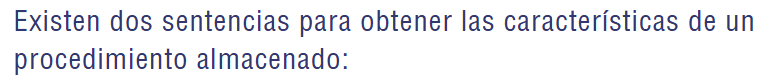 Existen dos sentencias para obtener las características de un
procedimiento almacenado: